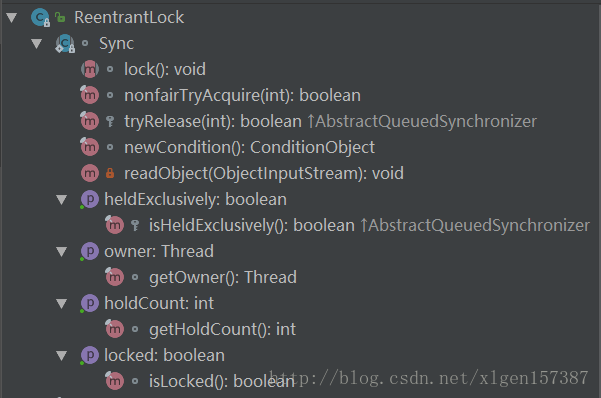 ReentrantLock
Sync
lock(): void
nonfairTryAcquire(int): boolean
tryRelease(int): boolean ↑AbstractQueuedSynchronizer
newCondition(): ConditionObject
readObject(ObjectInputStream): void
heldExclusively: boolean
isHeldExclusively(): boolean ↑AbstractQueuedSynchronizer
owner: Thread
getOwner(): Thread
holdCount: int
getHoldCount(): int
locked: boolean
isLocked(): boolean
http://blog.csdn.net/xlgen157387